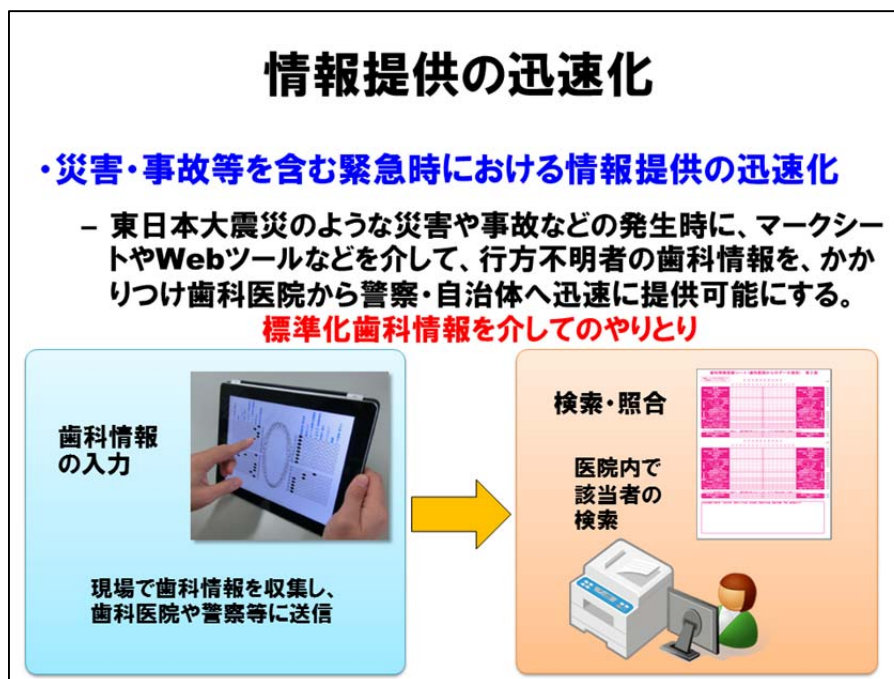 情報提供の迅速化
・災害・事故等を含む緊急時における情報提供の迅速化
– 東日本大震災のような災害や事故などの発生時に、マークシー
トやWebツールなどを介して、行方不明者の歯科情報を、かか
りつけ歯科医院から警察・自治体へ迅速に提供可能にする。
標準化歯科情報を介してのやりとり
歯科情報
の入力
現場で歯科情報を収集し、
歯科医院や警察等に送信
検索・照合
医院内で
該当者の
検索